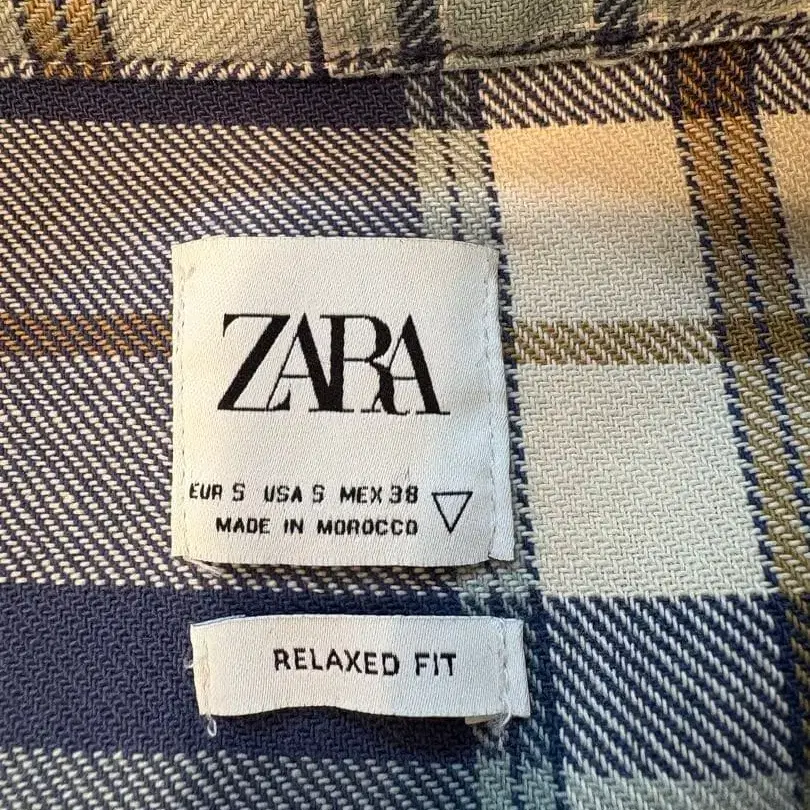 ZARA
EUR S USA S MEX 38
MADE IN MOROCCO
RELAXED FIT